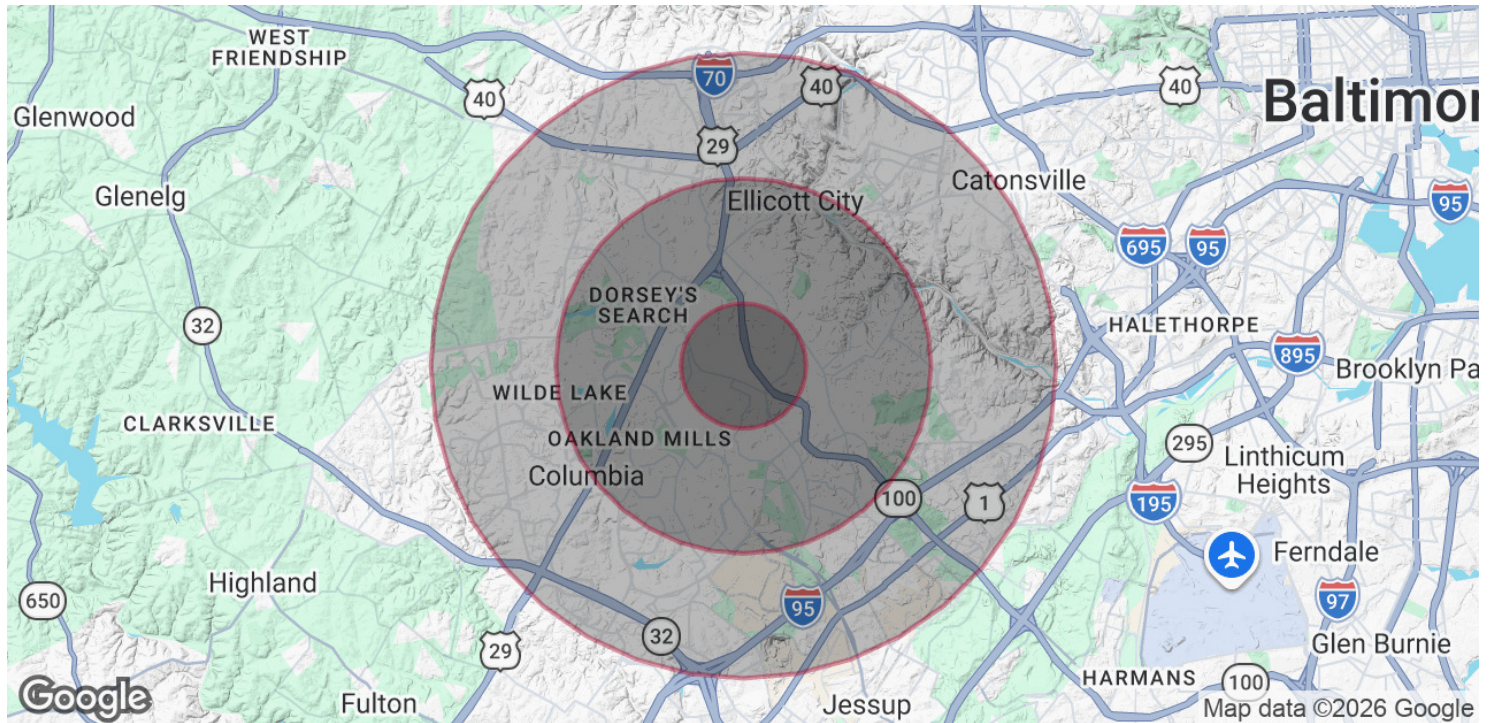 WEST
FRIENDSHIP
70
40
40
40
Glenwood
Baltimor
29
Catonsville
Glenelg
Ellicott City
95
695
95
DORSEY'S
SEARCH
32
HALETHORPE
895
Brooklyn Pa
WILDE LAKE
CLARKSVILLE
OAKLAND MILLS
295
Columbia
Linthicum
Heights
100
1
195
Ferndale
Highland
650
95
97
32
29
Glen Burnie
HARMANS
100
Google
Fulton
Jessup
Map data ©2026 Google